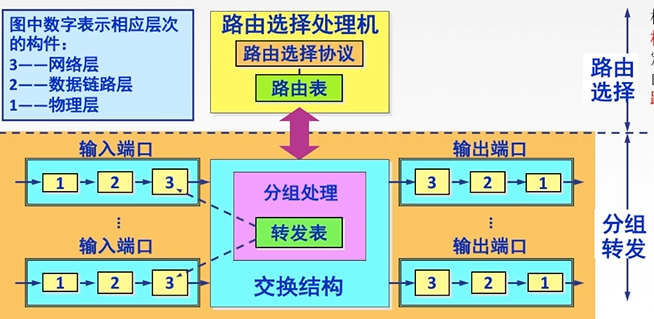 图中数字表示相应层次
的构件：
3——网络层
2——数据链路层
1——物理层
路由选择处理机
路由选择协议
路由表
路由
选择
输入端口
1
2
3
输入端口
1
2
3
分组处理
转发表
交换结构
输出端口
3
2
1
输出端口
3
2
1
分组
转发